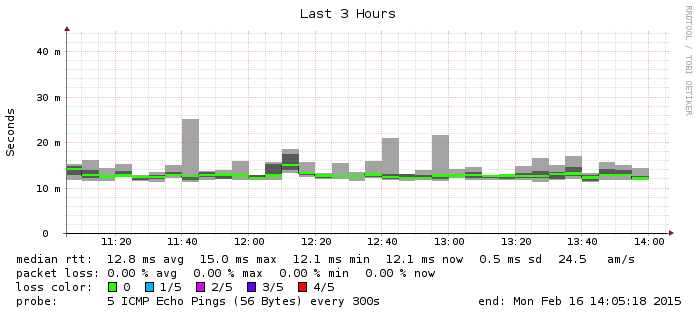 Last 3 Hours
RRDTOOL / TOBI OETIKER
Seconds
40 m
30 m
20 m
10 m
0
11:20 11:40 12:00 12:20 12:40 13:00 13:20 13:40 14:00
median rtt: 12.8 ms avg 15.0 ms max 12.1 ms min 12.1 ms now 0.5 ms sd 24.5 am/s
packet loss: 0.00 % avg 0.00 % max 0.00 % min 0.00 % now
loss color: 0 1/5 2/5 3/5 4/5
probe: 5 ICMP Echo Pings (56 Bytes) every 300s end: Mon Feb 16 14:05:18 2015